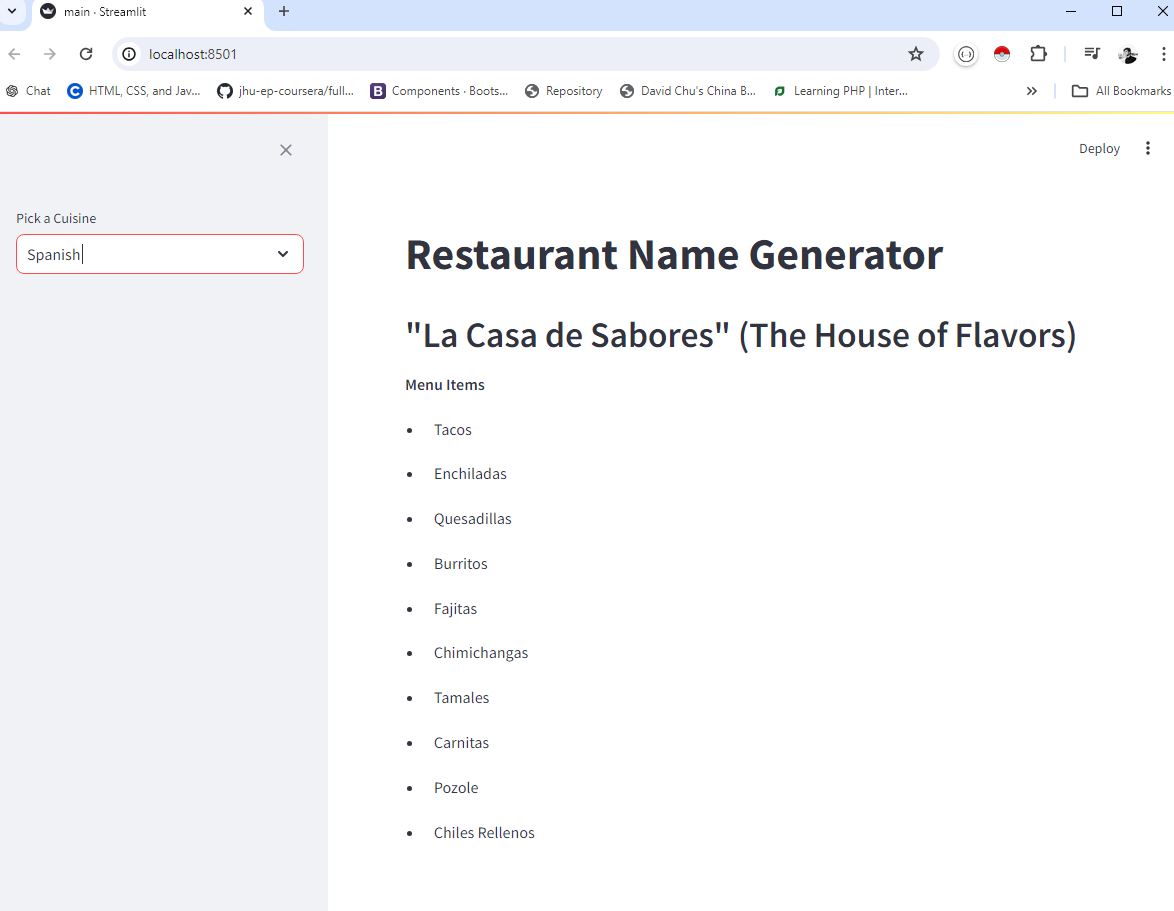 main · Streamlit
localhost:8501
Chat
HTML, CSS, and Jav...
jhu-ep-coursera/full...
Components · Boots...
Repository
David Chu's China B...
Learning PHP | Inter...
All Bookmarks
Deploy
Pick a Cuisine
Spanish
Restaurant Name Generator
"La Casa de Sabores" (The House of Flavors)
Menu Items
Tacos
Enchiladas
Quesadillas
Burritos
Fajitas
Chimichangas
Tamales
Carnitas
Pozole
Chiles Rellenos